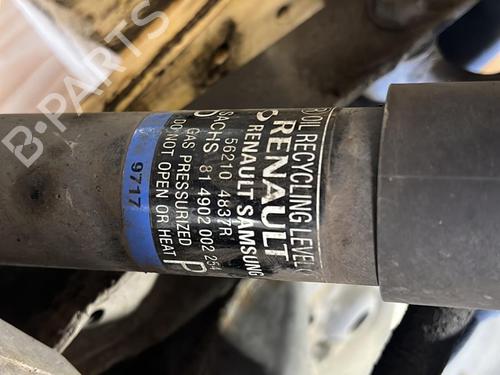 OIL RECYCLING LEVEL
RENAULT
RENAULT SAMSUNG
56210 4837R
SACHS 81 4902 002 254
GAS PRESSURIZED
DO NOT OPEN OR HEAT
P
9717
B-PARTS